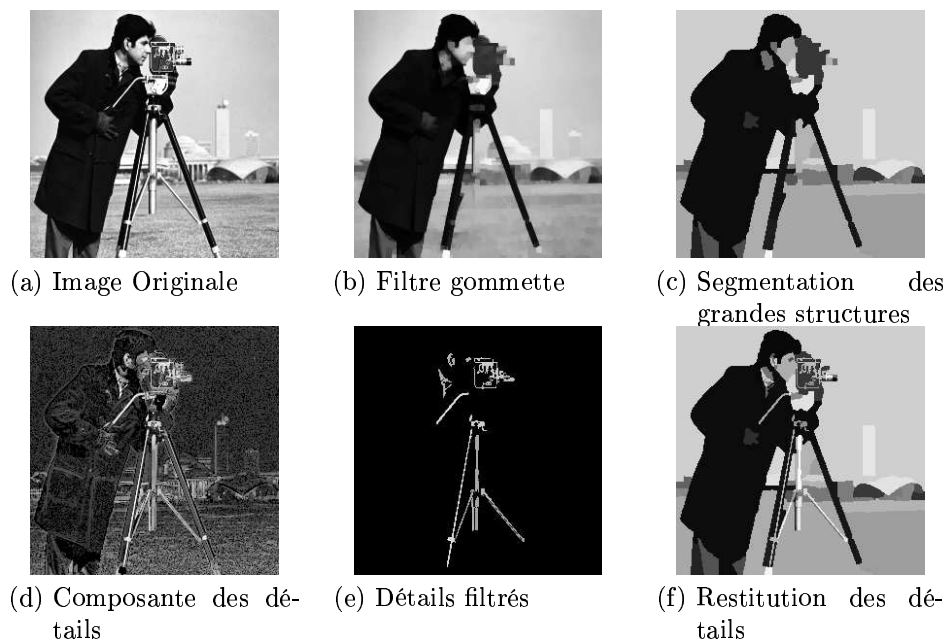 (a) Image Originale
(b) Filtre gommette
(c) Segmentation des
grandes structures
(d) Composante des dé-
tails
(e) Détails filtrés
(f) Restitution des dé-
tails